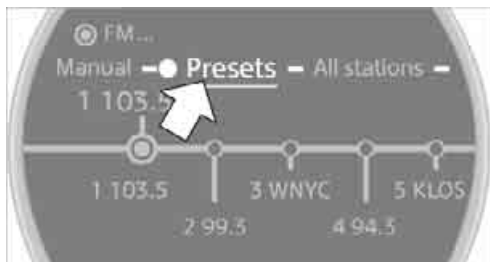 FM...
Manual Presets All stations
1 103.5
1 103.5 3 WNYC 5 KLOS
2 99.3 4 94.3